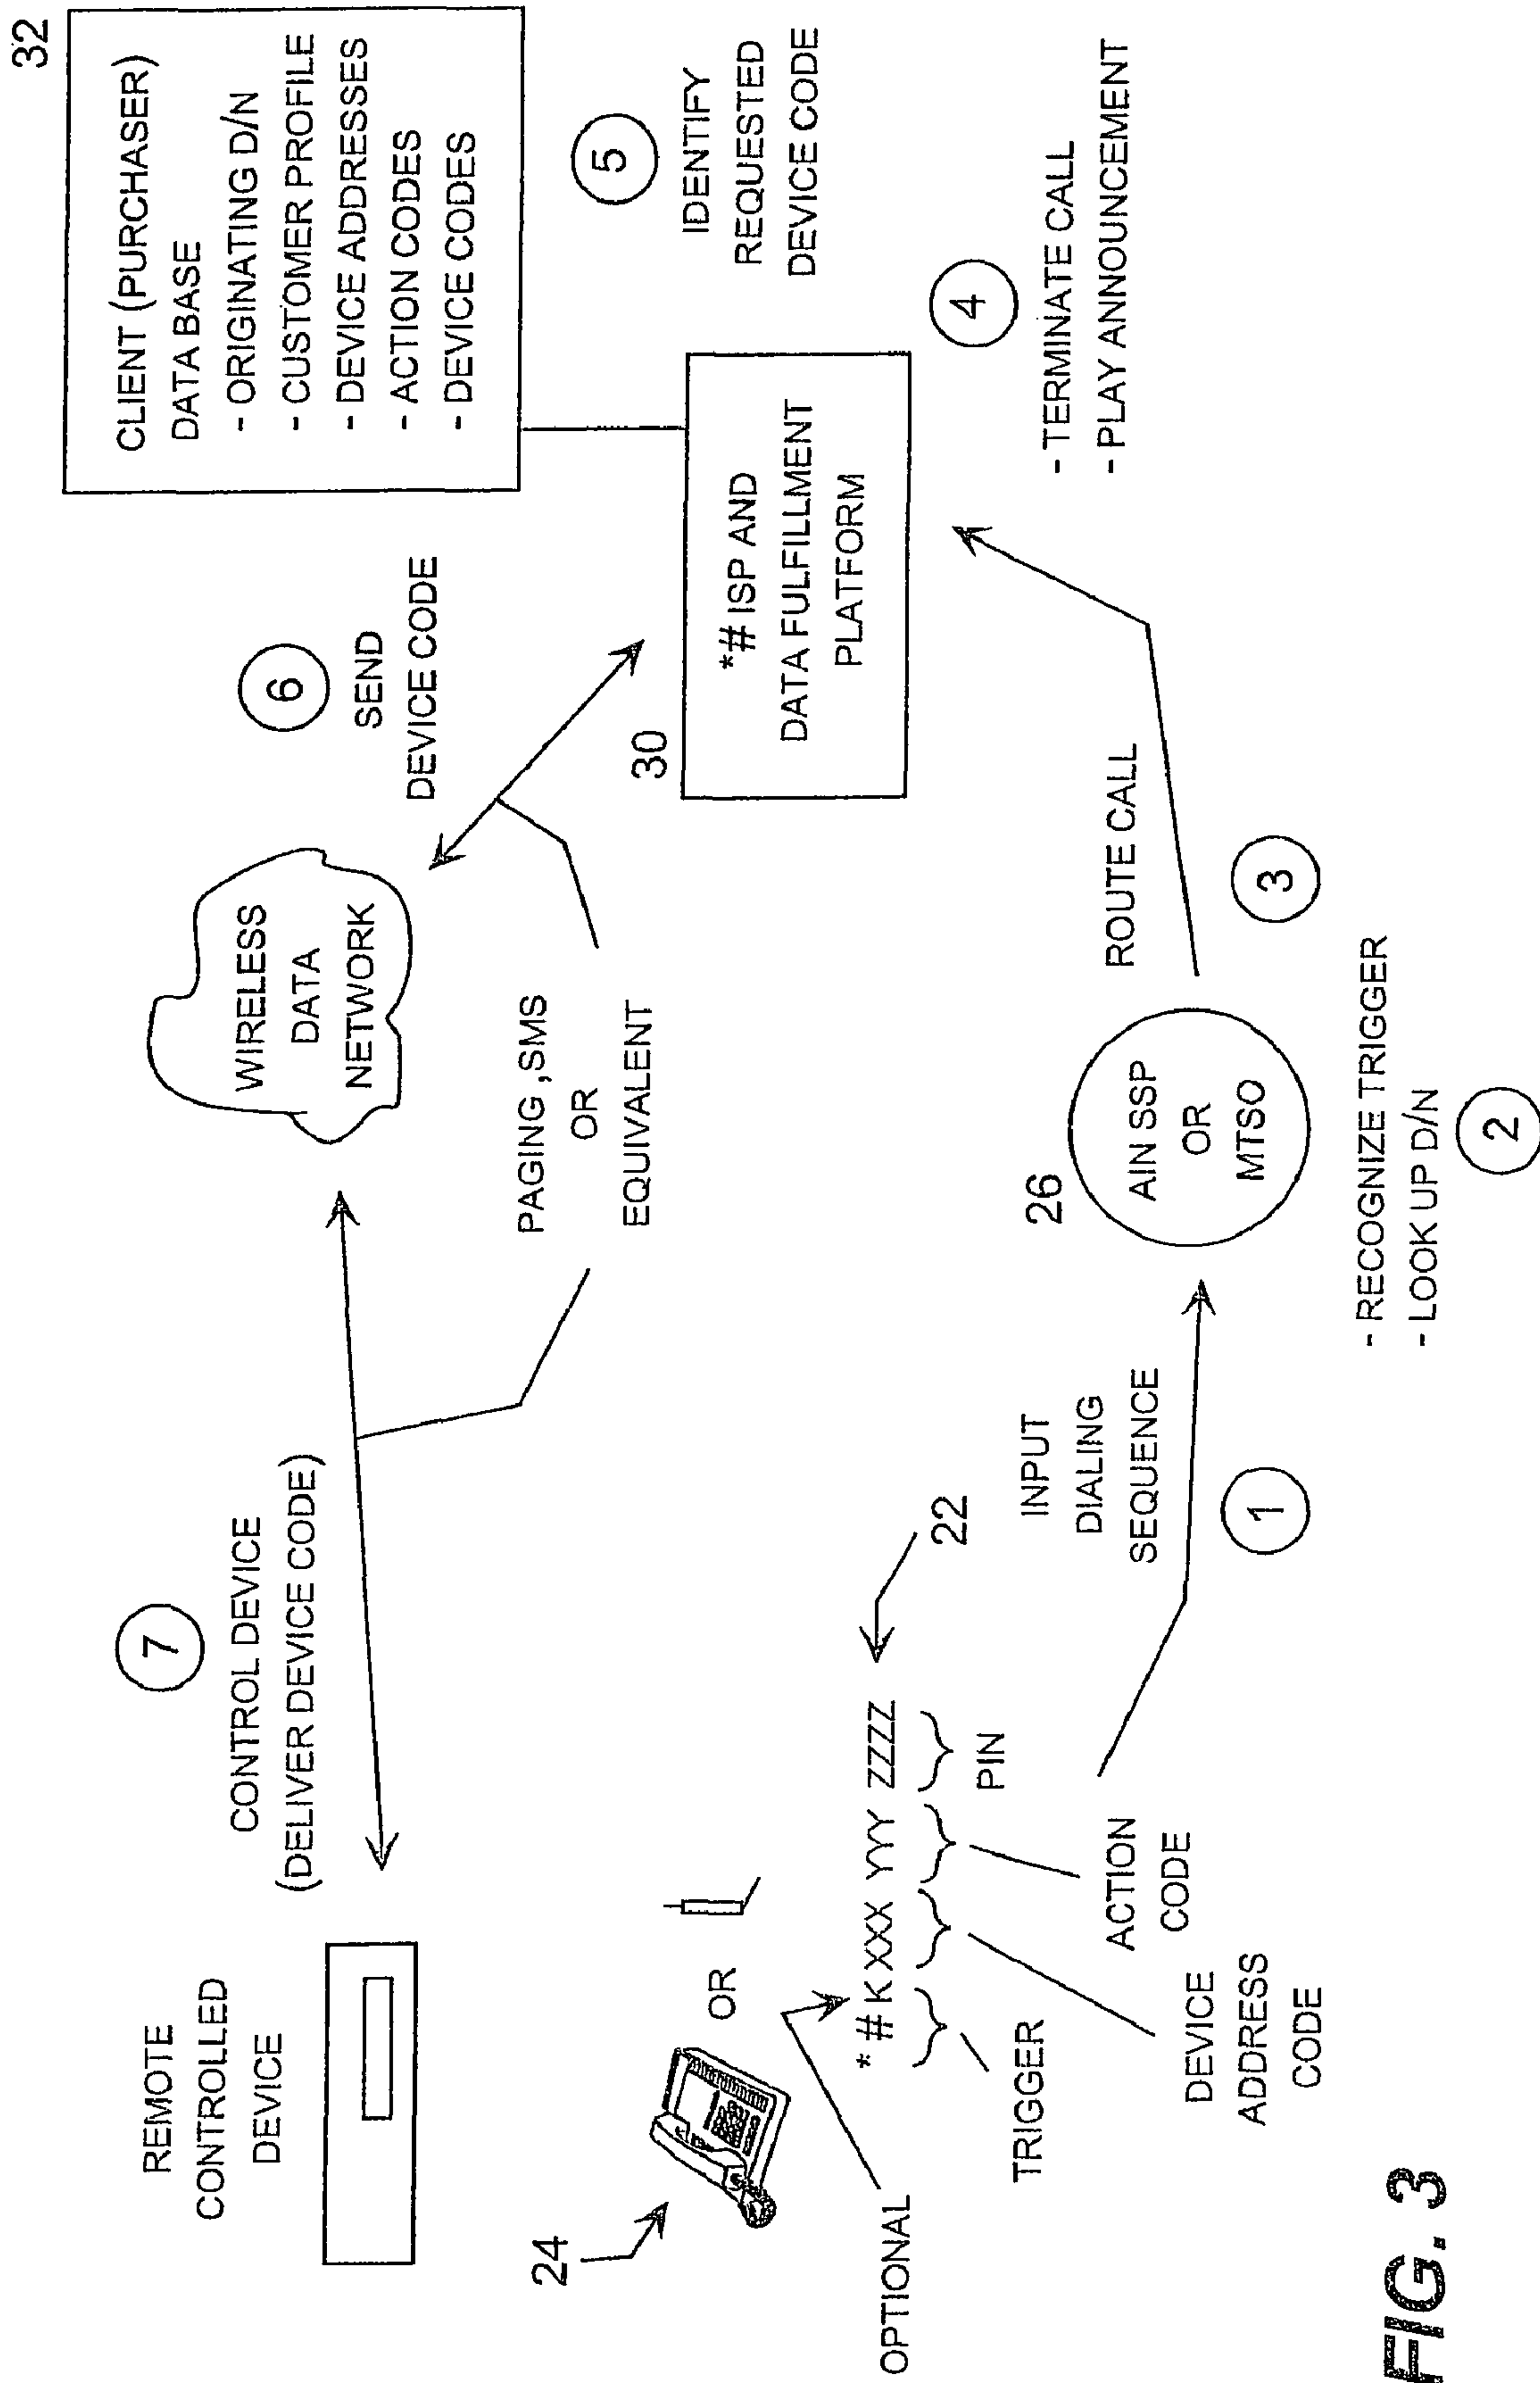 32
CLIENT (PURCHASER)
DATA BASE
- ORIGINATING D/N
- CUSTOMER PROFILE
- DEVICE ADDRESSES
- ACTION CODES
- DEVICE CODES
5
IDENTIFY
REQUESTED
DEVICE CODE
6
SEND
DEVICE CODE
WIRELESS
DATA
NETWORK
7
CONTROL DEVICE
(DELIVER DEVICE CODE)
REMOTE
CONTROLLED
DEVICE
PAGING ,SMS
OR
EQUIVALENT
30
*# ISP AND
DATA FULFILLMENT
PLATFORM
4
- TERMINATE CALL
- PLAY ANNOUNCEMENT
ROUTE CALL
3
26
AIN SSP
OR
MTSO
- RECOGNIZE TRIGGER
- LOOK UP D/N
2
INPUT
DIALING
SEQUENCE
1
22
24
OR
OPTIONAL
*# K XXX YYY ZZZZ
TRIGGER
DEVICE
ADDRESS
CODE
ACTION
CODE
PIN
FIG. 3